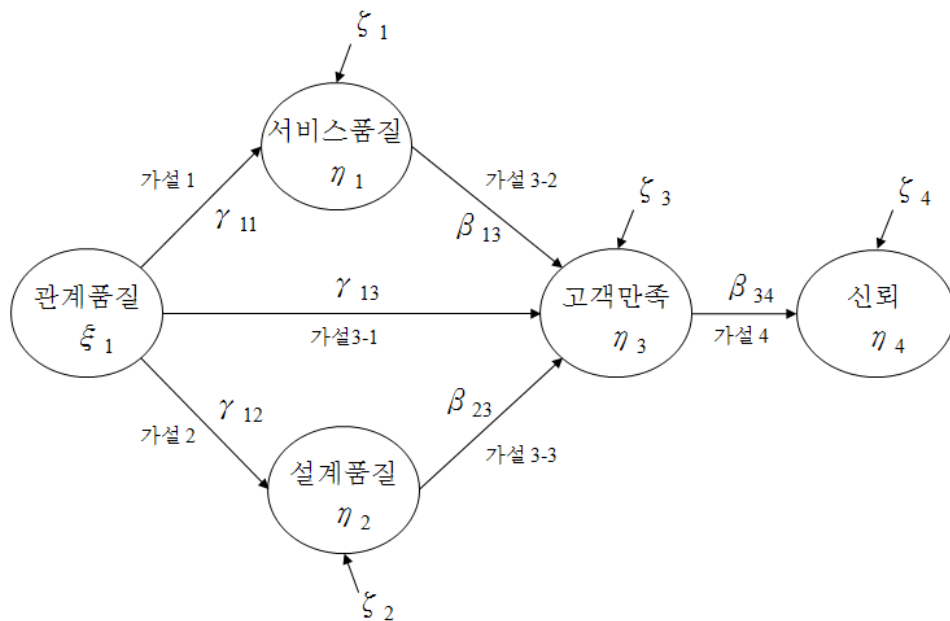 ζ 1
서비스품질
η 1
가설 1
γ 11
가설 3-2
β 13
ζ 3
ζ 4
관계품질
ξ 1
γ 13
가설3-1
고객만족
η 3
β 34
가설 4
신뢰
η 4
γ 12
가설 2
β 23
가설 3-3
설계품질
η 2
ζ 2